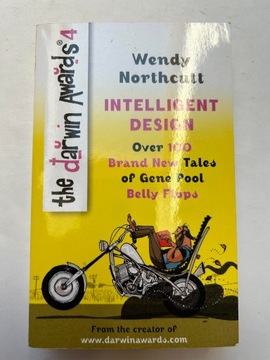 the darwin Awards® 4
Wendy
Northcutt
INTELLIGENT
DESIGN
Over 100
Brand New Tales
of Gene Pool
Belly Flops
From the creator of
www.darwinawards.com